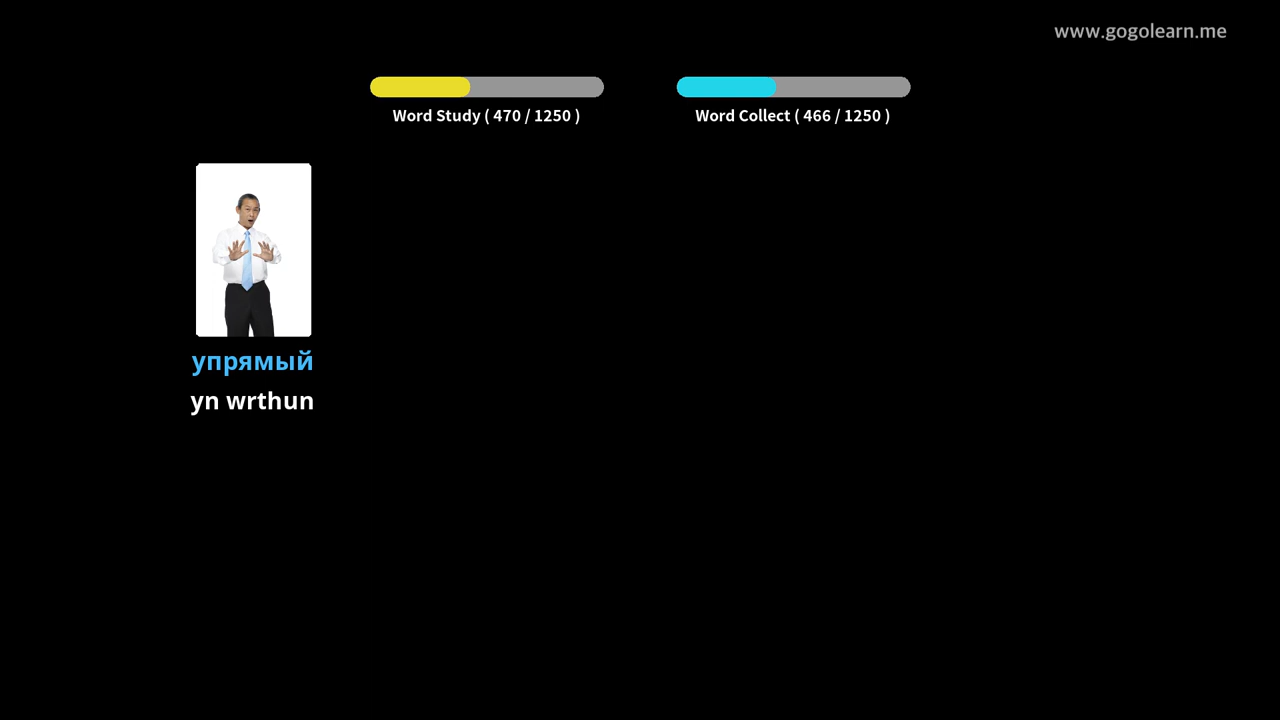 www.gogolearn.me
Word Study ( 470 / 1250 )
Word Collect ( 466 / 1250 )
упрямый
yn wrthun